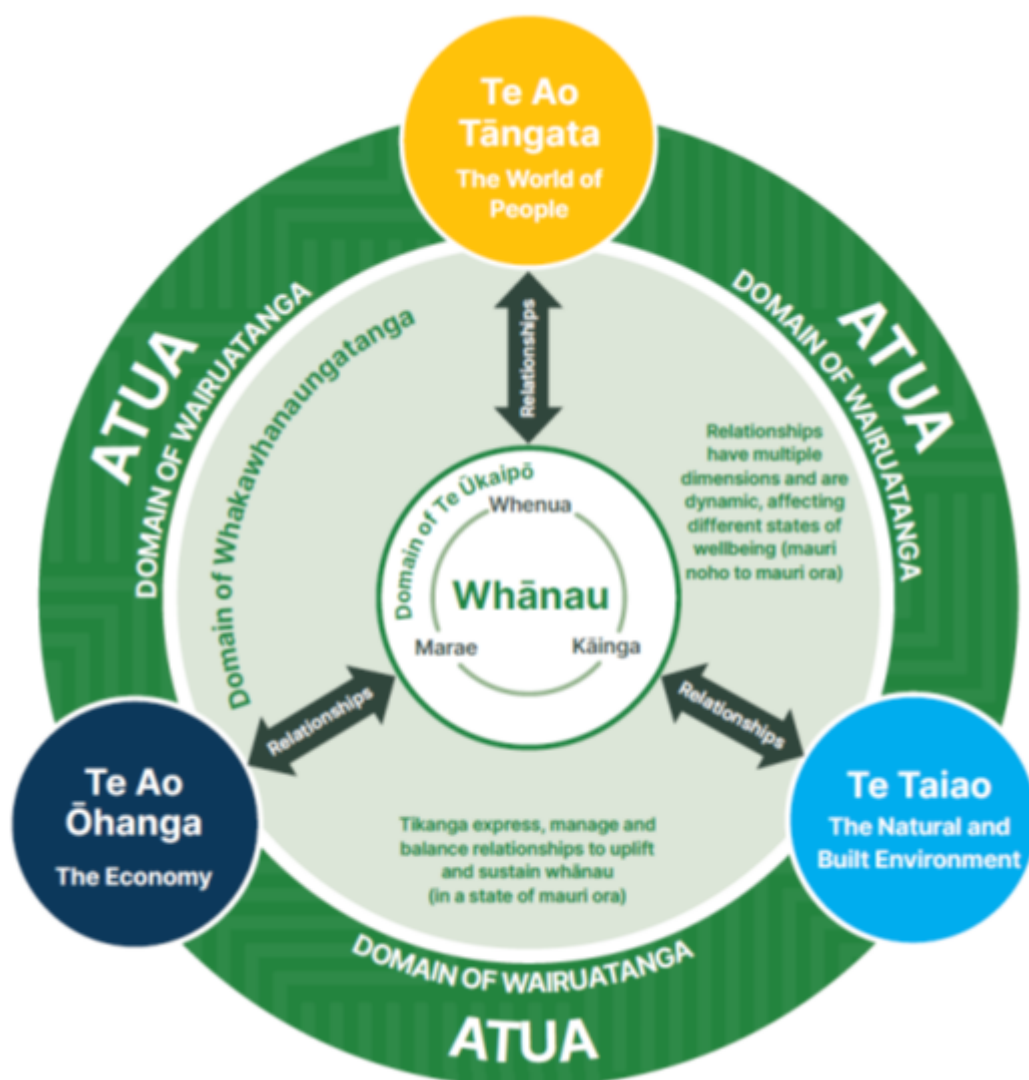 Te Ao
Tāngata
The World of
People
ATUA
DOMAIN OF WAIRUATANGA
ATUA
DOMAIN OF WAIRUATANGA
Domain of Whakawhanaungatanga
Relationships
Relationships
have multiple
dimensions and are
dynamic, affecting
different states of
wellbeing (mauri
noho to mauri ora)
Domain of Te Ūkaipō
Whenua
Whānau
Marae
Kāinga
Relationships
Relationships
Te Ao
Ōhanga
The Economy
Te Taiao
The Natural and
Built Environment
Tikanga express, manage and
balance relationships to uplift
and sustain whānau
(in a state of mauri ora)
DOMAIN OF WAIRUATANGA
ATUA